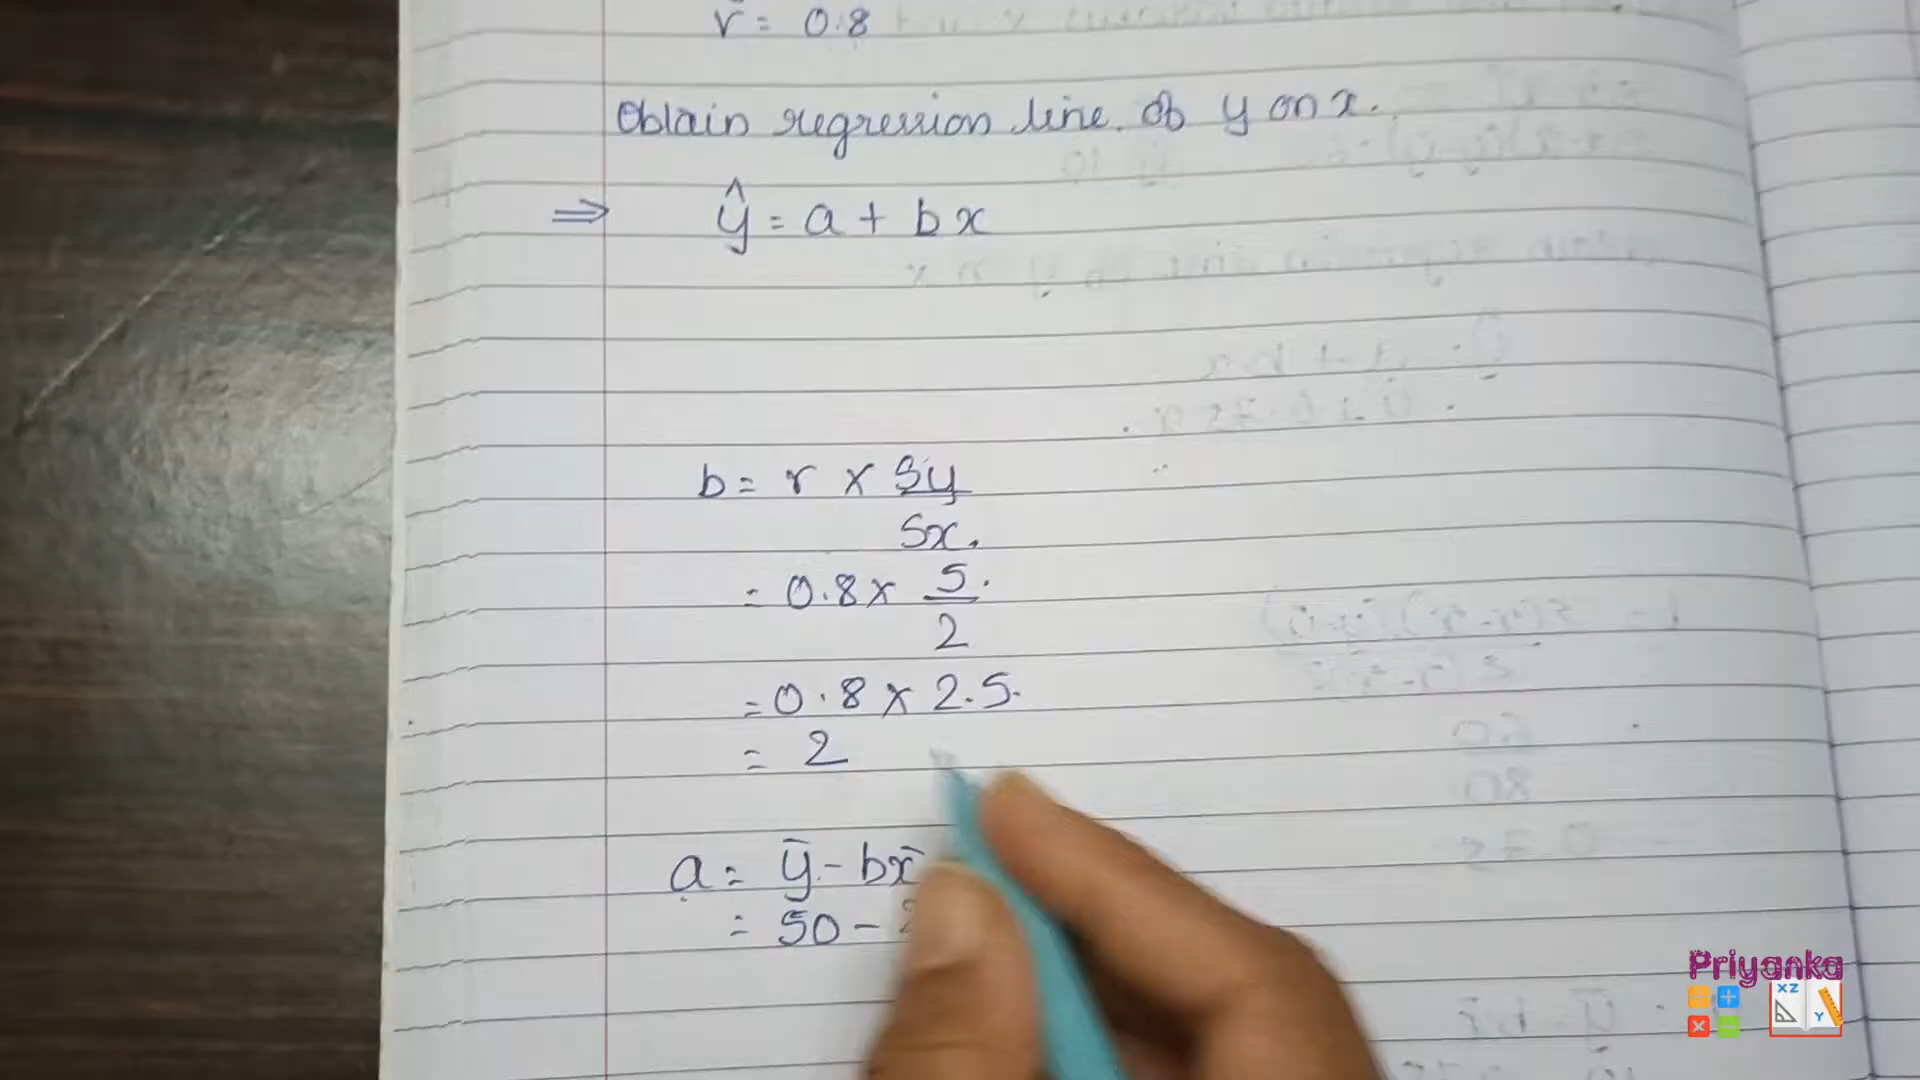 r = 0.8
Obtain regression line of y on x.
⇒ ŷ = a + bx
b = r x Sy
Sx.
= 0.8 x 5.
2
= 0.8 x 2.5.
= 2
a = ȳ - bx̄
= 50 -
Priyanka
XZ
Y